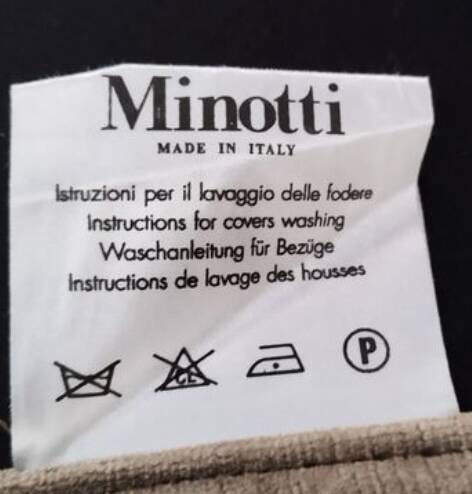 Minotti
MADE IN ITALY
Istruzioni per il lavaggio delle fodere
Instructions for covers washing
Waschanleitung für Bezüge
Instructions de lavage des housses
CL P